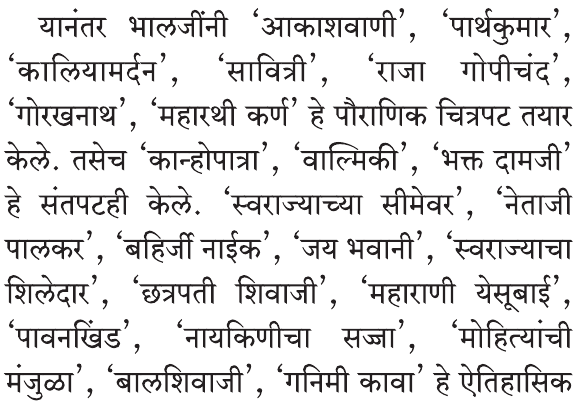 यानंतर भालजींनी ‘आकाशवाणी’, ‘पार्थकुमार’,
‘कालियामर्दन’, ‘सावित्री’, ‘राजा गोपीचंद’,
‘गोरखनाथ’, ‘महारथी कर्ण’ हे पौराणिक चित्रपट तयार
केले. तसेच ‘कान्होपात्रा’, ‘वाल्मिकी’, ‘भक्त दामजी’
हे संतपटही केले. ‘स्वराज्याच्या सीमेवर’, ‘नेताजी
पालकर’, ‘बहिर्जी नाईक’, ‘जय भवानी’, ‘स्वराज्याचा
शिलेदार’, ‘छत्रपती शिवाजी’, ‘महाराणी येसूबाई’,
‘पावनखिंड’, ‘नायकिणीचा सज्जा’, ‘मोहित्यांची
मंजुळा’, ‘बालशिवाजी’, ‘गनिमी कावा’ हे ऐतिहासिक